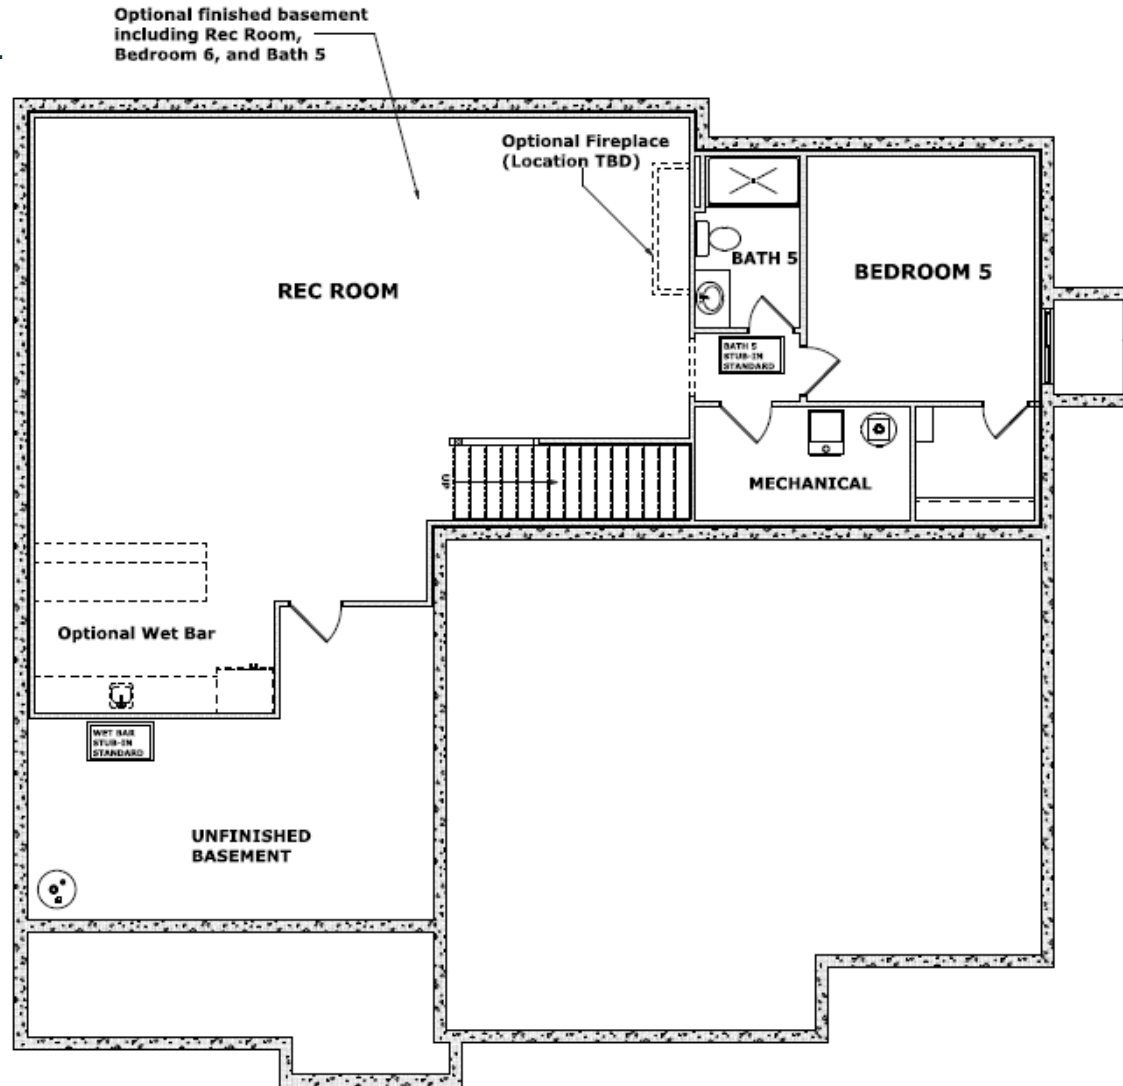 Optional finished basement
including Rec Room,
Bedroom 6, and Bath 5
Optional Fireplace
(Location TBD)
BATH 5
BEDROOM 5
REC ROOM
BATH 5
STUB-IN
STANDARD
UP
MECHANICAL
Optional Wet Bar
WET BAR
STUB-IN
STANDARD
UNFINISHED
BASEMENT